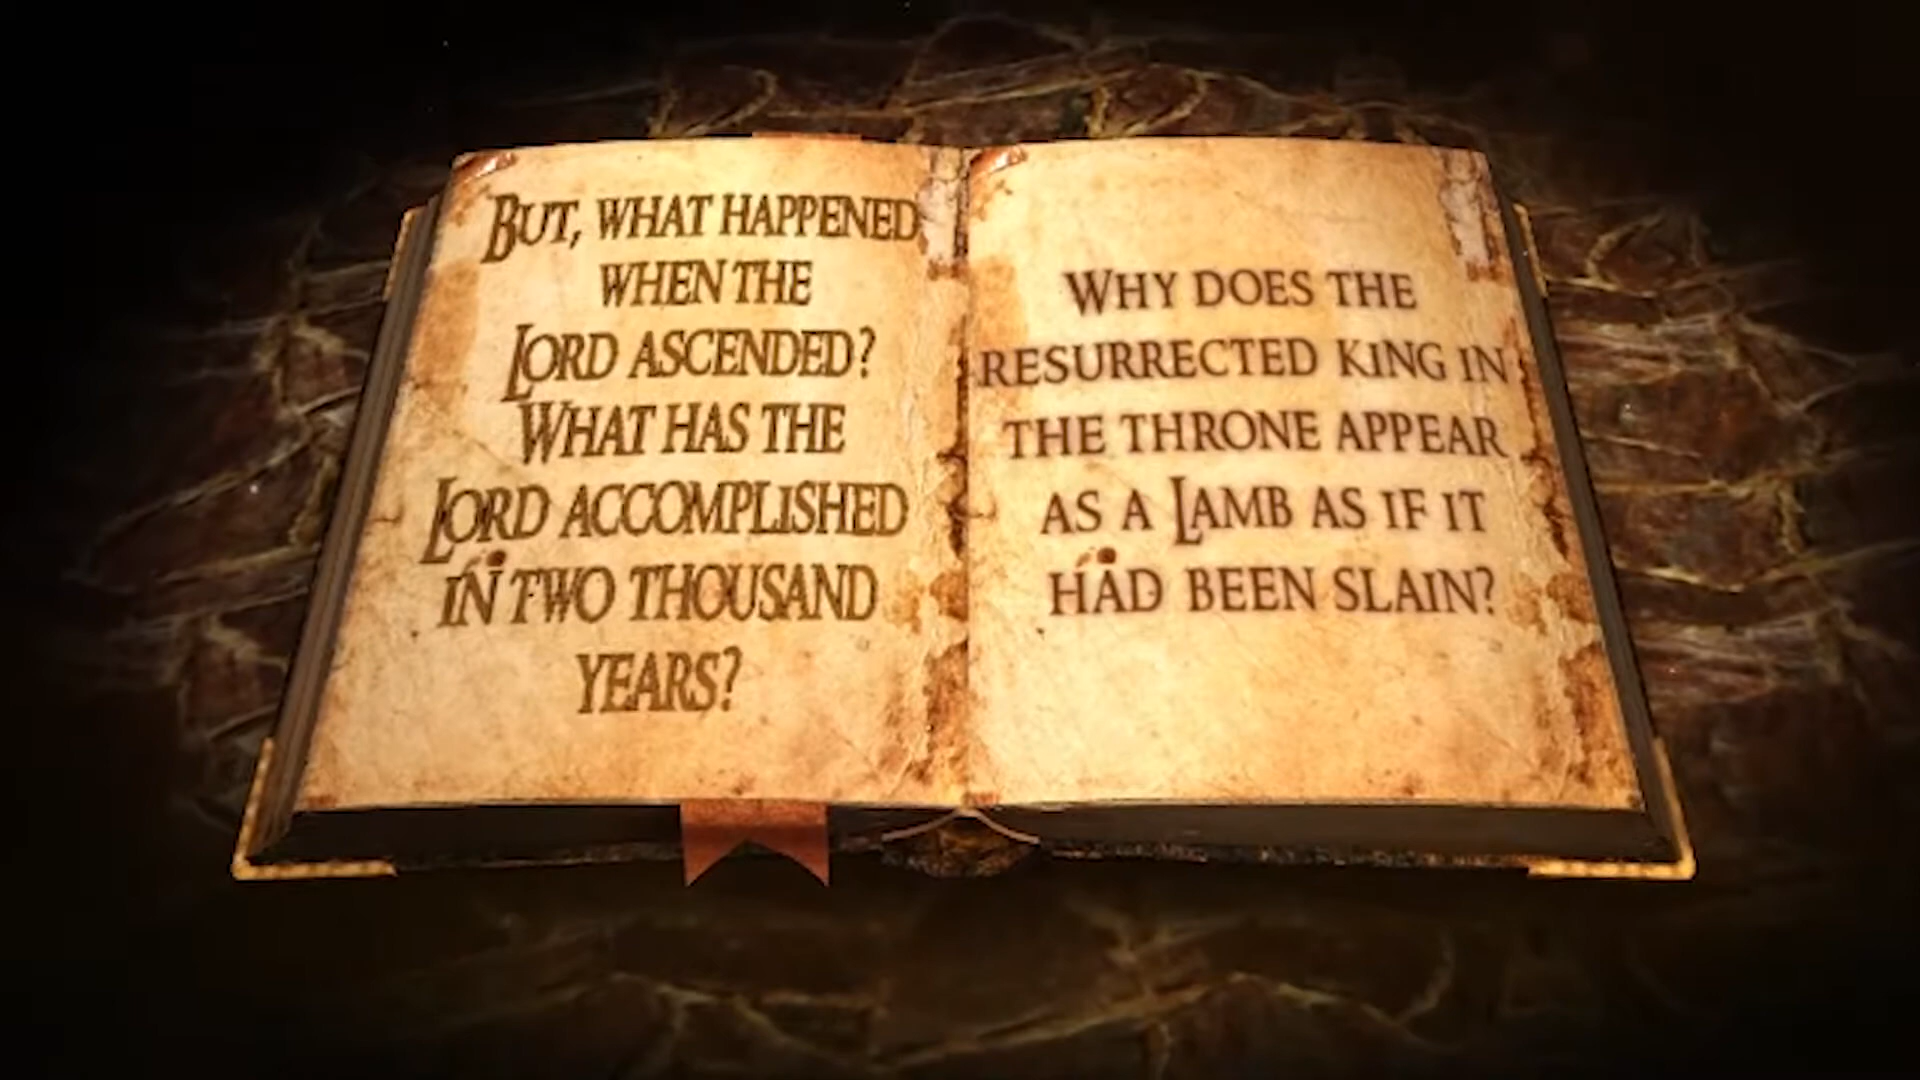 But, what happened
when the
Lord ascended?
What has the
Lord accomplished
in two thousand
years?
Why does the
resurrected king in
the throne appear
as a Lamb as if it
had been slain?